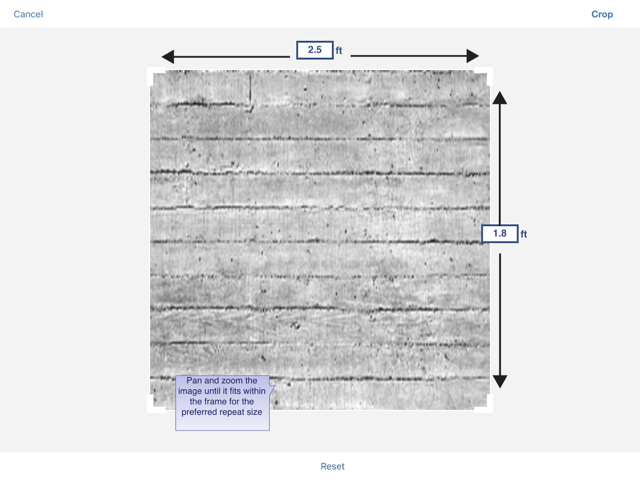 Cancel
Crop
2.5 ft
1.8 ft
Pan and zoom the
image until it fits within
the frame for the
preferred repeat size
Reset